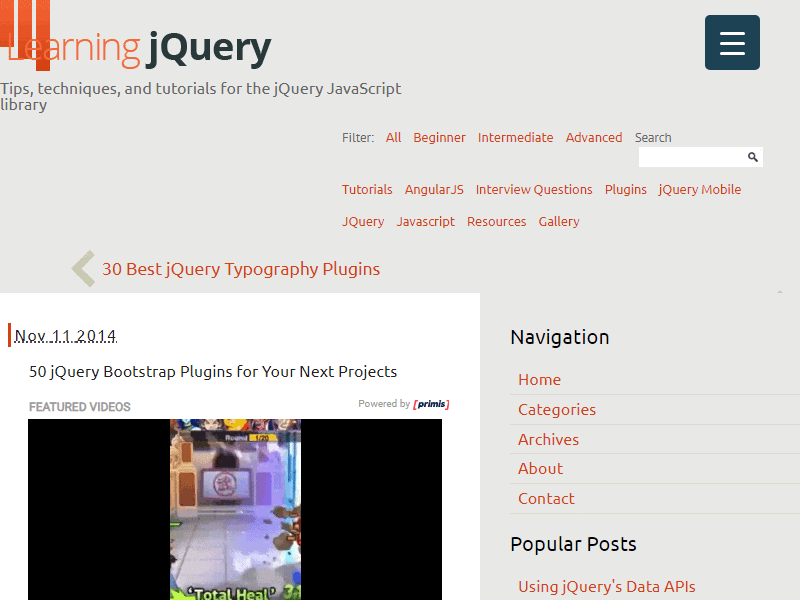 Learning jQuery
Tips, techniques, and tutorials for the jQuery JavaScript
library
Filter: All Beginner Intermediate Advanced Search
Tutorials AngularJS Interview Questions Plugins jQuery Mobile
JQuery Javascript Resources Gallery
30 Best jQuery Typography Plugins
Nov 11 2014
50 jQuery Bootstrap Plugins for Your Next Projects
FEATURED VIDEOS
Powered by [primis]
Round 1/20
'Total Heal'
Navigation
Home
Categories
Archives
About
Contact
Popular Posts
Using jQuery's Data APIs